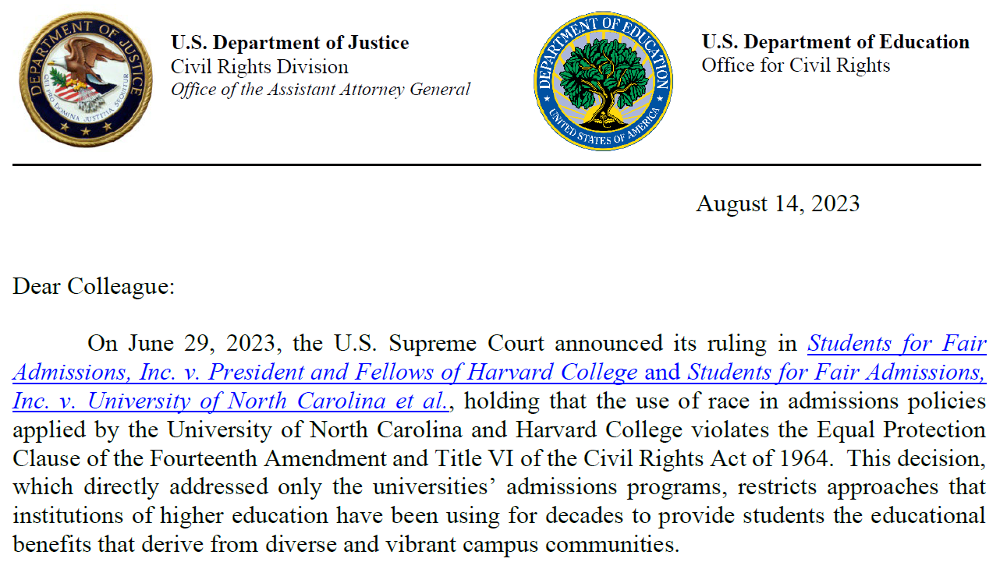 DEPARTMENT OF JUSTICE
QUI PRO DOMINA JUSTITIA SEQUITUR
U.S. Department of Justice
Civil Rights Division
Office of the Assistant Attorney General
DEPARTMENT OF EDUCATION
UNITED STATES OF AMERICA
U.S. Department of Education
Office for Civil Rights
August 14, 2023
Dear Colleague:
On June 29, 2023, the U.S. Supreme Court announced its ruling in Students for Fair
Admissions, Inc. v. President and Fellows of Harvard College and Students for Fair Admissions,
Inc. v. University of North Carolina et al., holding that the use of race in admissions policies
applied by the University of North Carolina and Harvard College violates the Equal Protection
Clause of the Fourteenth Amendment and Title VI of the Civil Rights Act of 1964.  This decision,
which directly addressed only the universities’ admissions programs, restricts approaches that
institutions of higher education have been using for decades to provide students the educational
benefits that derive from diverse and vibrant campus communities.